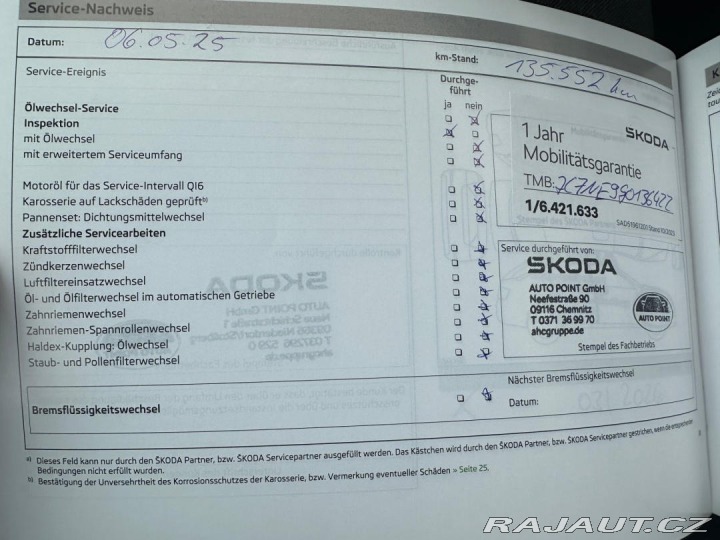 Service-Nachweis
Datum: 06.05.25
km-Stand: 135.552 km
Service-Ereignis
Durchge-
führt
ja nein
Ölwechsel-Service
Inspektion
mit Ölwechsel
mit erweitertem Serviceumfang
Motoröl für das Service-Intervall QI6
Karosserie auf Lackschäden geprüft b)
Pannenset: Dichtungsmittelwechsel
Zusätzliche Servicearbeiten
Kraftstofffilterwechsel
Zündkerzenwechsel
Luftfiltereinsatzwechsel
Öl- und Ölfilterwechsel im automatischen Getriebe
Zahnriemenwechsel
Zahnriemen-Spannrollenwechsel
Haldex-Kupplung: Ölwechsel
Staub- und Pollenfilterwechsel
1 Jahr
ŠKODA
Mobilitätsgarantie
TMB:
1/6.421.633
Service durchgeführt von:
ŠKODA
AUTO POINT GmbH
Neefestraße 90
09116 Chemnitz
T 0371 36 99 70
ahcgruppe.de
AUTO POINT
Stempel des Fachbetriebs
Bremsflüssigkeitswechsel
Nächster Bremsflüssigkeitswechsel
Datum:
a) Dieses Feld kann nur durch den ŠKODA Partner, bzw. ŠKODA Servicepartner ausgefüllt werden. Das Kästchen wird durch den ŠKODA Partner, bzw. ŠKODA Servicepartner gestrichen, wenn die entsprechenden
Bedingungen nicht erfüllt wurden.
b) Bestätigung der Unversehrtheit des Korrosionsschutzes der Karosserie, bzw. Vermerkung eventueller Schäden » Seite 25.
RAJAUT.CZ